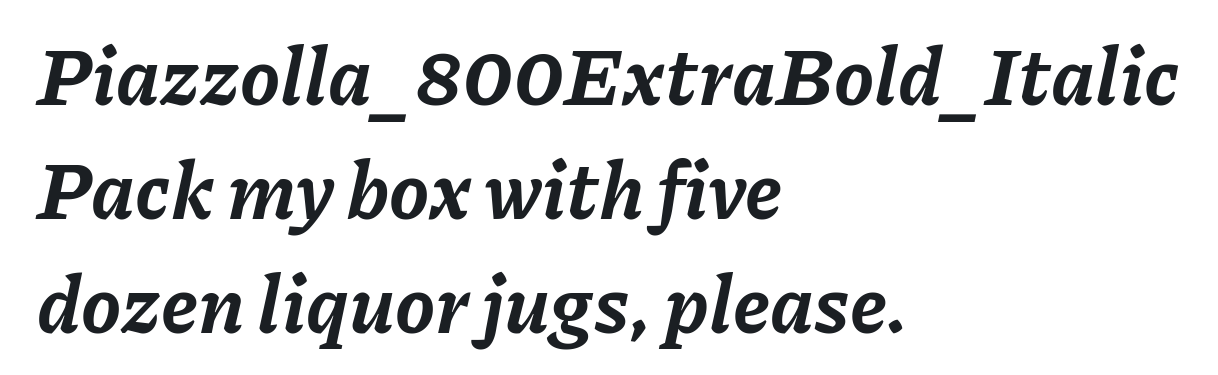 Piazzolla_800ExtraBold_Italic
Pack my box with five
dozen liquor jugs, please.